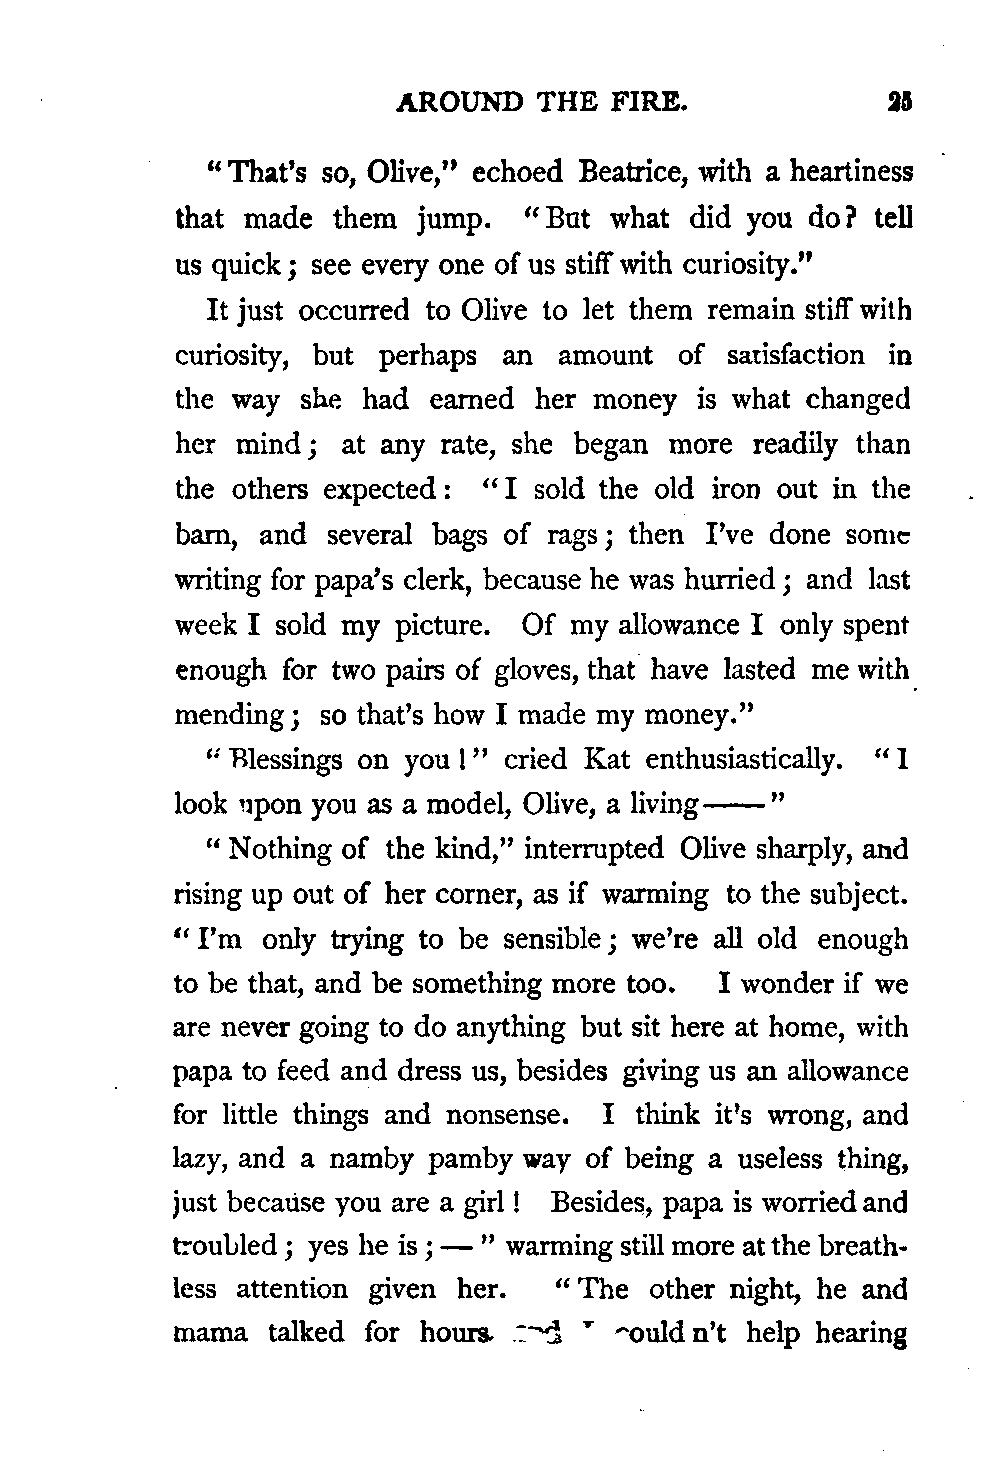 AROUND THE FIRE. 25
"That's so, Olive," echoed Beatrice, with a heartiness
that made them jump. "But what did you do? tell
us quick; see every one of us stiff with curiosity."
It just occurred to Olive to let them remain stiff with
curiosity, but perhaps an amount of satisfaction in
the way she had earned her money is what changed
her mind; at any rate, she began more readily than
the others expected: "I sold the old iron out in the
barn, and several bags of rags; then I've done some
writing for papa's clerk, because he was hurried; and last
week I sold my picture. Of my allowance I only spent
enough for two pairs of gloves, that have lasted me with
mending; so that's how I made my money."
"Blessings on you!" cried Kat enthusiastically. "I
look upon you as a model, Olive, a living——"
"Nothing of the kind," interrupted Olive sharply, and
rising up out of her corner, as if warming to the subject.
"I'm only trying to be sensible; we're all old enough
to be that, and be something more too. I wonder if we
are never going to do anything but sit here at home, with
papa to feed and dress us, besides giving us an allowance
for little things and nonsense. I think it's wrong, and
lazy, and a namby pamby way of being a useless thing,
just because you are a girl! Besides, papa is worried and
troubled; yes he is;—" warming still more at the breath-
less attention given her. "The other night, he and
mama talked for hours and I could n't help hearing